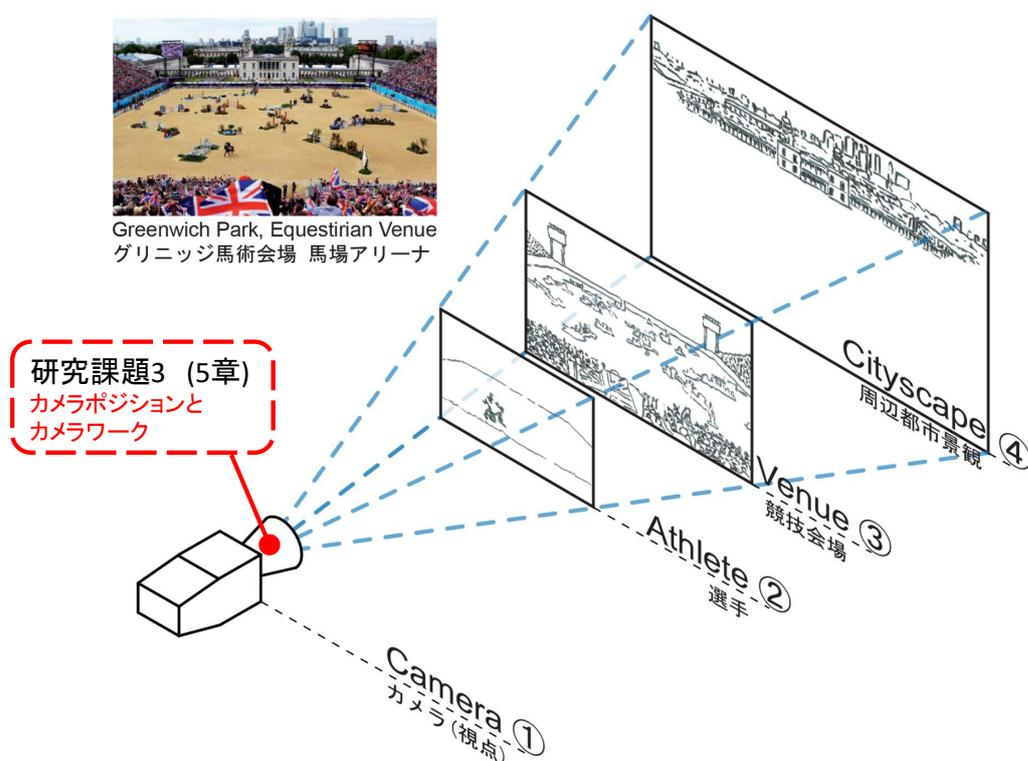 Greenwich Park, Equestrian Venue
グリニッジ馬術会場 馬場アリーナ
研究課題3 (5章)
カメラポジションと
カメラワーク
Cityscape ④
周辺都市景観
Venue ③
競技会場
Athlete ②
選手
Camera ①
カメラ(視点)